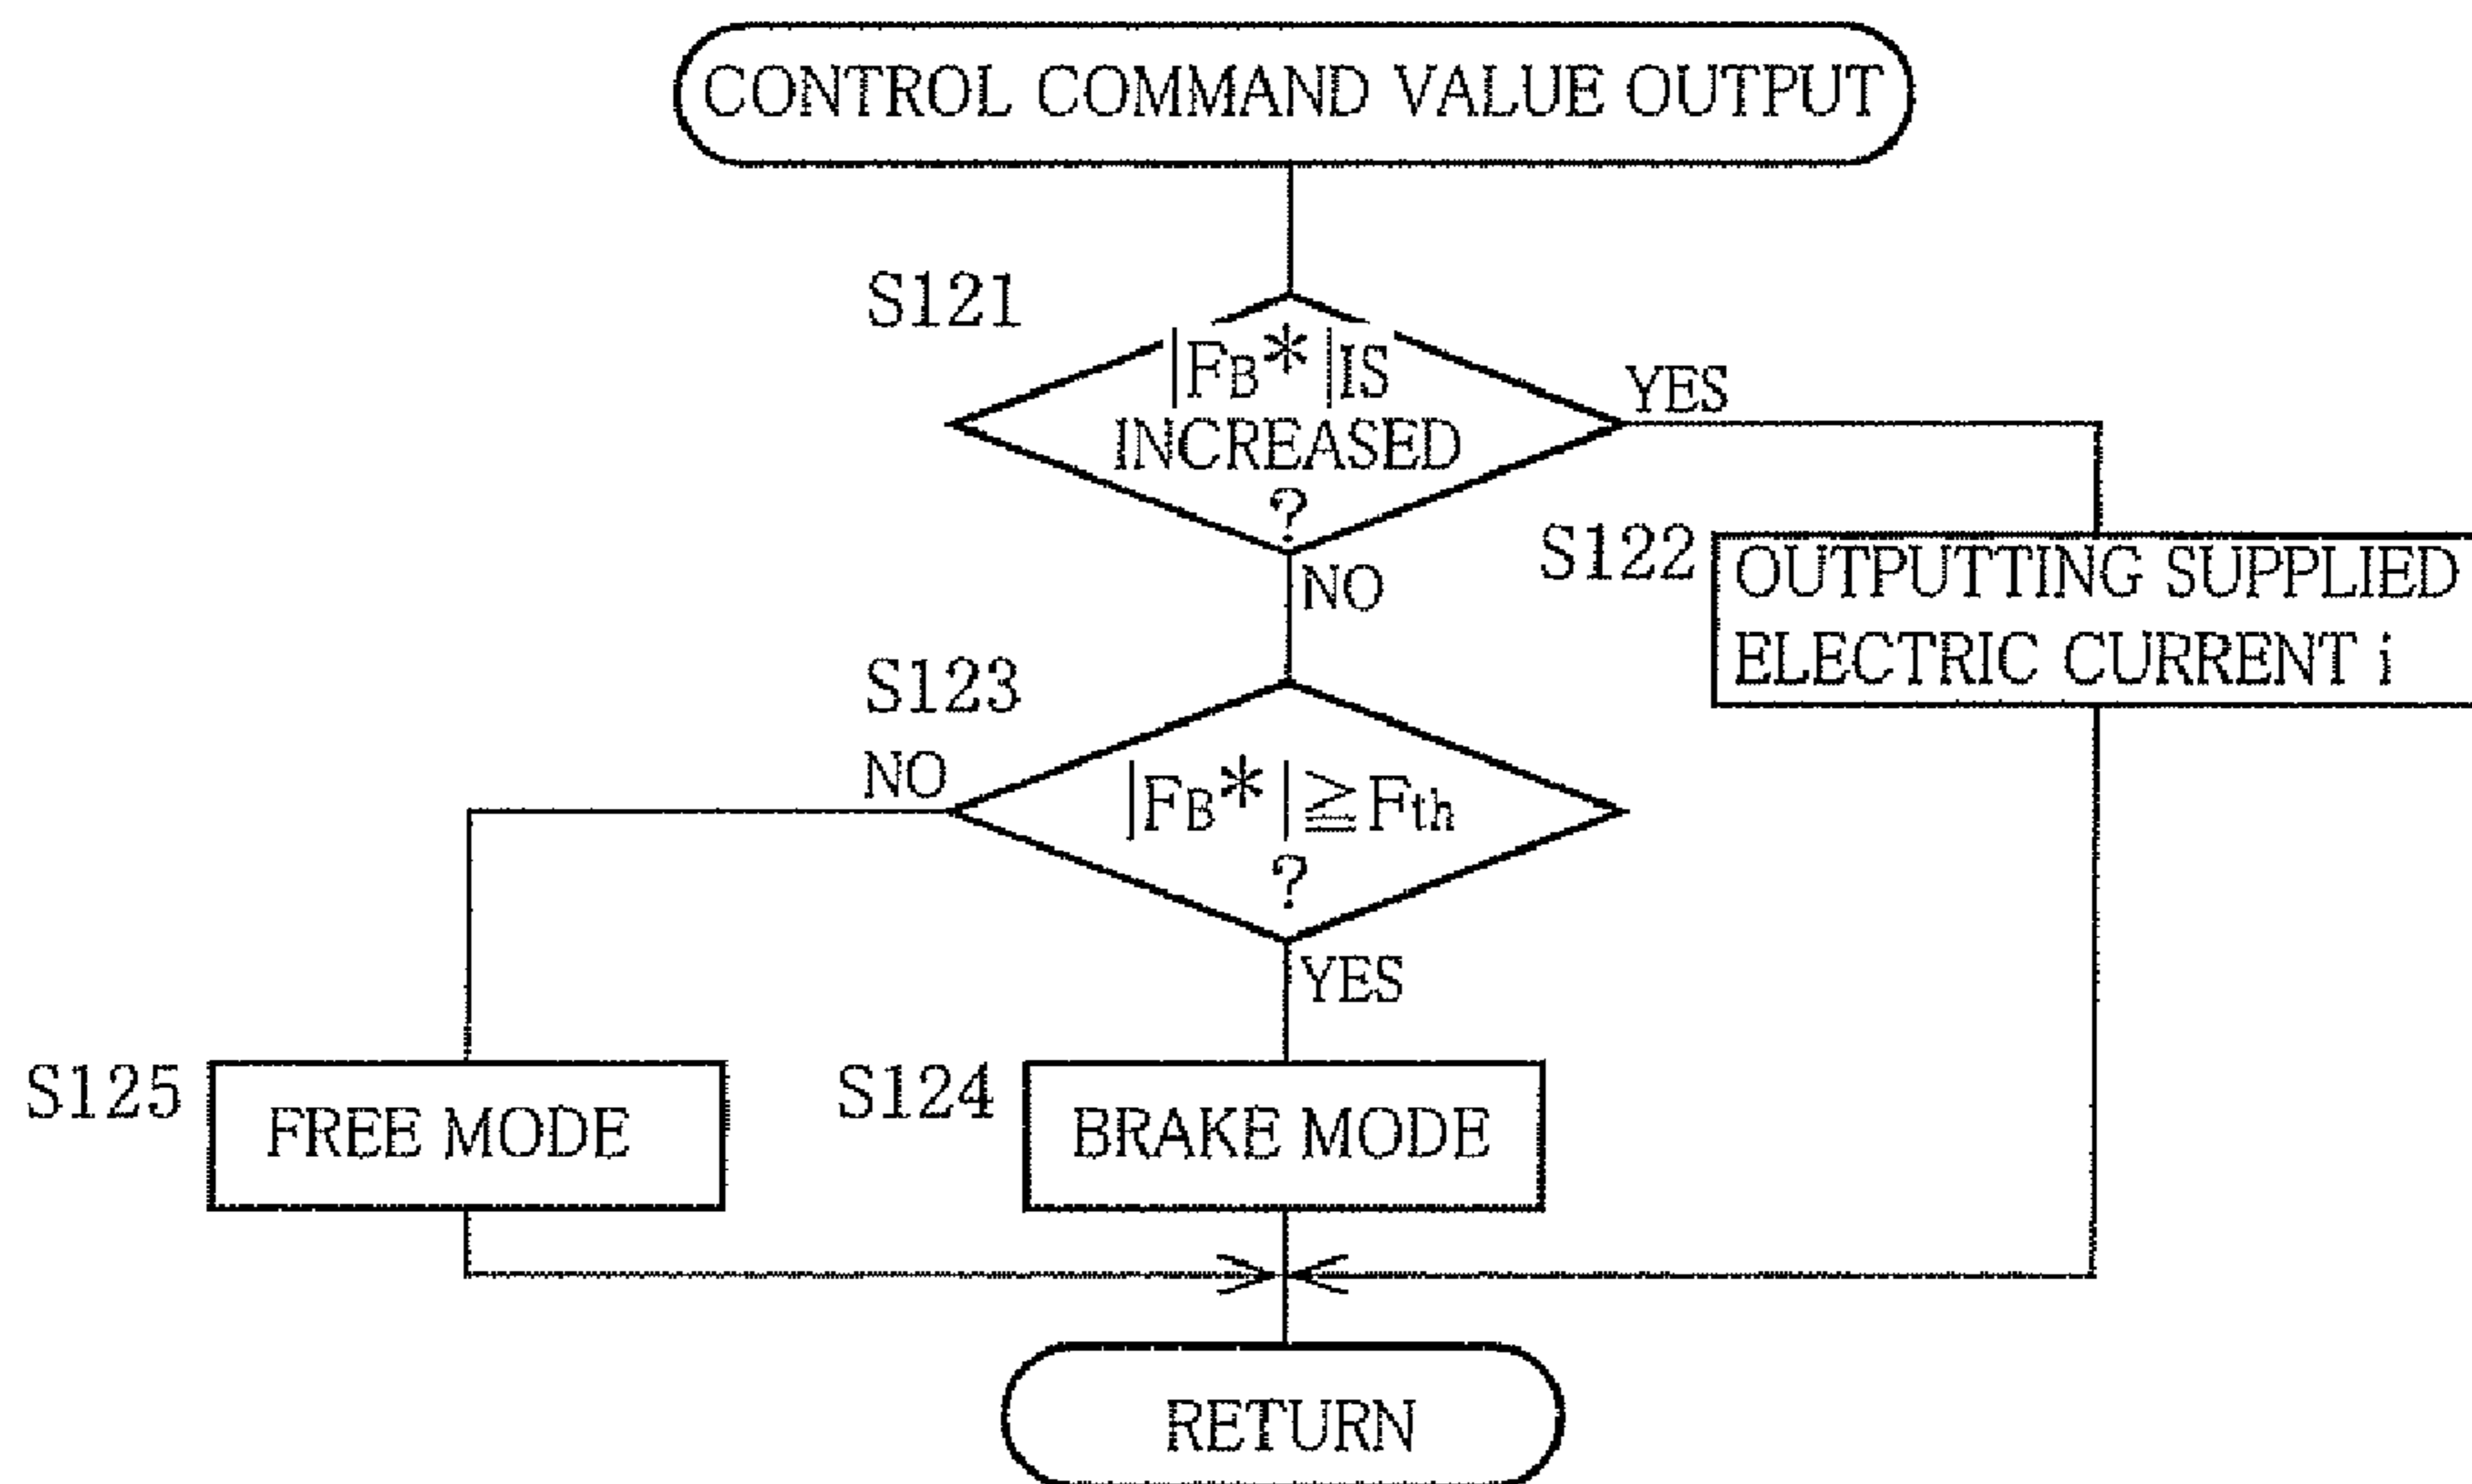 CONTROL COMMAND VALUE OUTPUT
S121
|FB*|IS
INCREASED
?
YES
NO
S122
OUTPUTTING SUPPLIED
ELECTRIC CURRENT i
S123
NO
|FB*|≧Fth
?
YES
S125
FREE MODE
S124
BRAKE MODE
RETURN